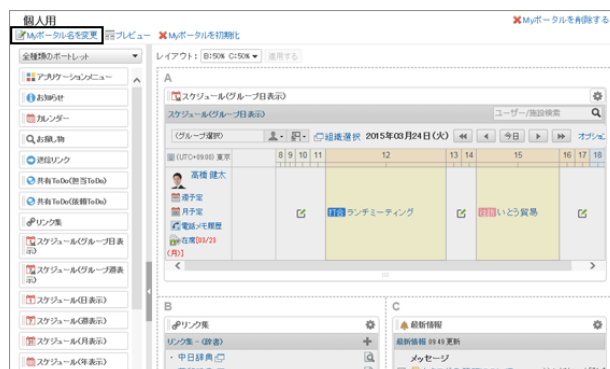 個人用
Myポータルを削除する
Myポータル名を変更 プレビュー Myポータルを初期化
全種類のポートレット
レイアウト: B:50% C:50% 適用する
アプリケーションメニュー
お知らせ
カレンダー
お探し物
送信リンク
共有ToDo(担当ToDo)
共有ToDo(依頼ToDo)
リンク集
スケジュール(グループ日表示)
スケジュール(グループ週表示)
スケジュール(日表示)
スケジュール(週表示)
スケジュール(月表示)
スケジュール(年表示)
A
スケジュール(グループ日表示)
スケジュール(グループ日表示) ユーザー/施設検索
(グループ選択) 組織選択 2015年03月24日(火) 今日 オプション
(UTC+09:00) 東京 8 9 10 11 12 13 14 15 16 17 18
高橋 健太
週予定
月予定
電話メモ履歴
在席[03/23
(月)]
打合 ランチミーティング
いとう貿易
B
リンク集
リンク集 - (辞書)
・中日辞典
C
最新情報
最新情報 09:49 更新
メッセージ